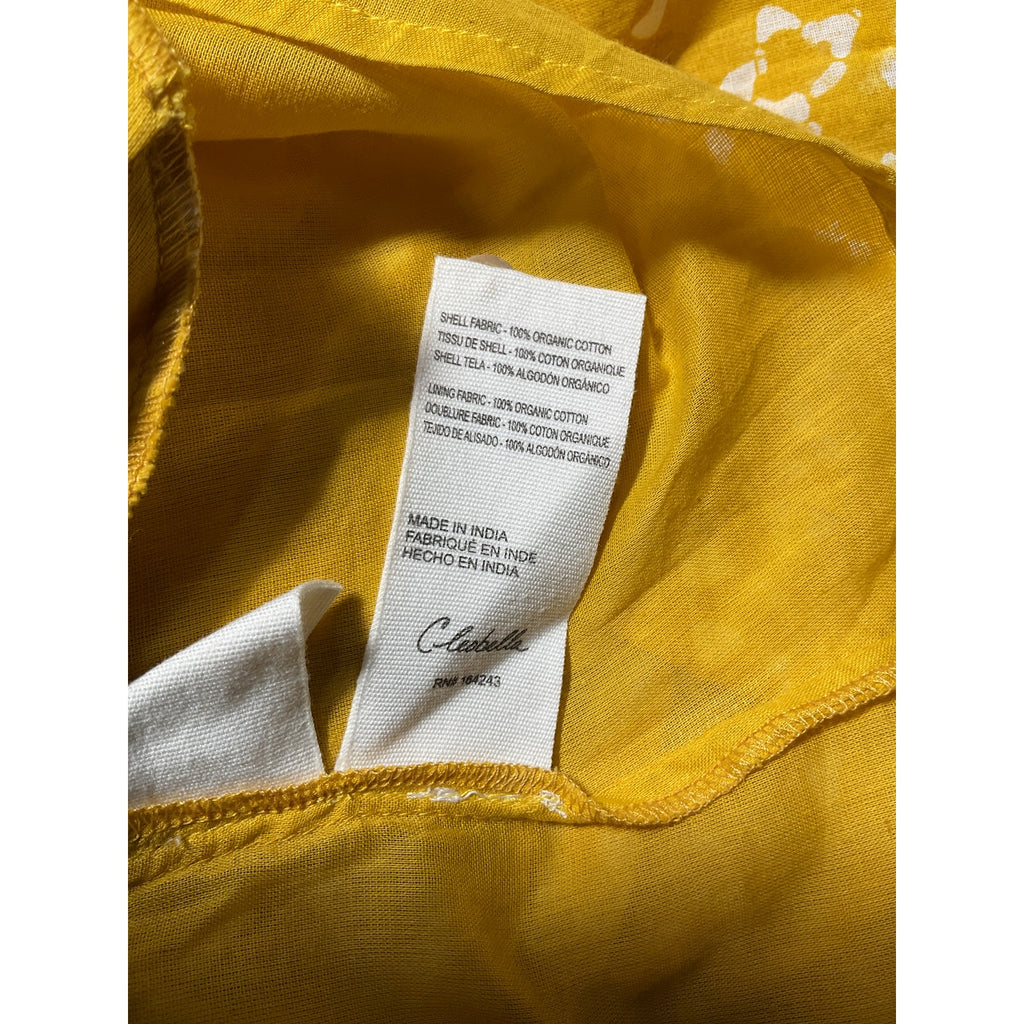 SHELL FABRIC - 100% ORGANIC COTTON
TISSU DE SHELL - 100% COTON ORGANIQUE
SHELL TELA - 100% ALGODÓN ORGÁNICO
LINING FABRIC - 100% ORGANIC COTTON
DOUBLURE FABRIC - 100% COTON ORGANIQUE
TEJIDO DE ALISADO - 100% ALGODÓN ORGÁNICO
MADE IN INDIA
FABRIQUÉ EN INDE
HECHO EN INDIA
Cleobella
RN# 164243